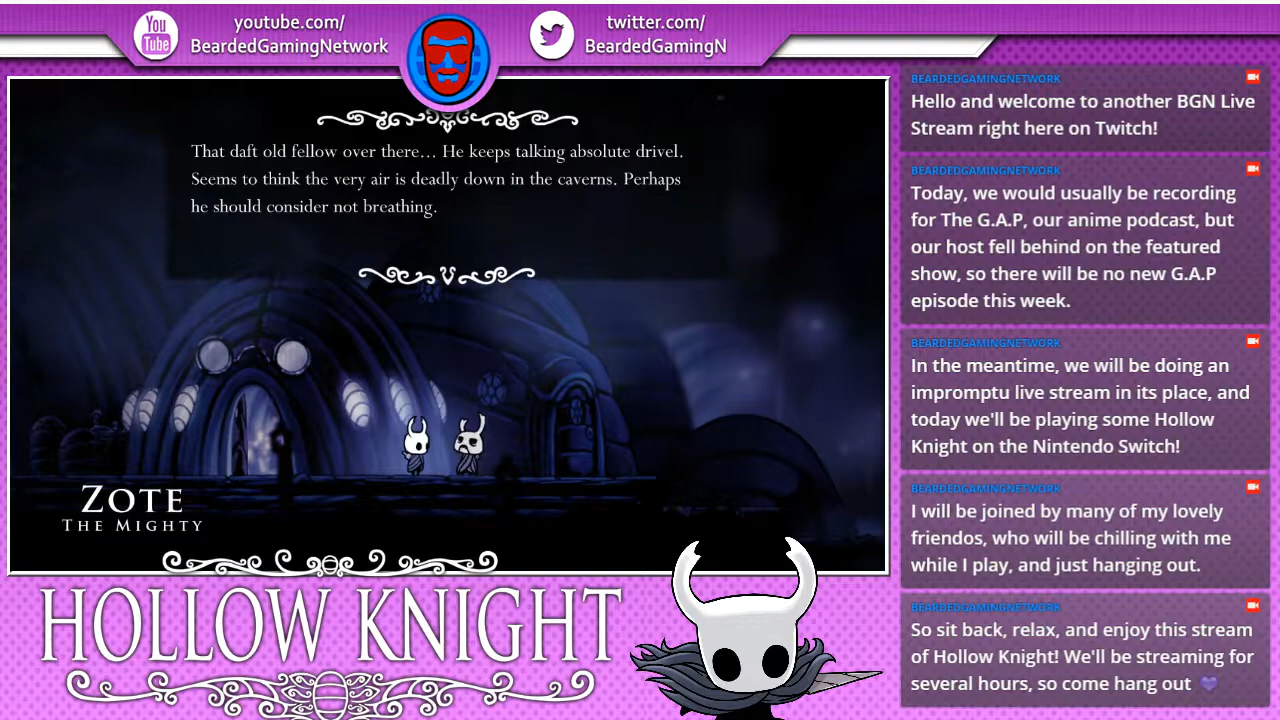 youtube.com/
BeardedGamingNetwork
twitter.com/
BeardedGamingN
You
Tube
That daft old fellow over there... He keeps talking absolute drivel.
Seems to think the very air is deadly down in the caverns. Perhaps
he should consider not breathing.
ZOTE
THE MIGHTY
HOLLOW KNIGHT
BEARDEDGAMINGNETWORK
Hello and welcome to another BGN Live
Stream right here on Twitch!
BEARDEDGAMINGNETWORK
Today, we would usually be recording
for The G.A.P, our anime podcast, but
our host fell behind on the featured
show, so there will be no new G.A.P
episode this week.
BEARDEDGAMINGNETWORK
In the meantime, we will be doing an
impromptu live stream in its place, and
today we'll be playing some Hollow
Knight on the Nintendo Switch!
BEARDEDGAMINGNETWORK
I will be joined by many of my lovely
friendos, who will be chilling with me
while I play, and just hanging out.
BEARDEDGAMINGNETWORK
So sit back, relax, and enjoy this stream
of Hollow Knight! We'll be streaming for
several hours, so come hang out 💜